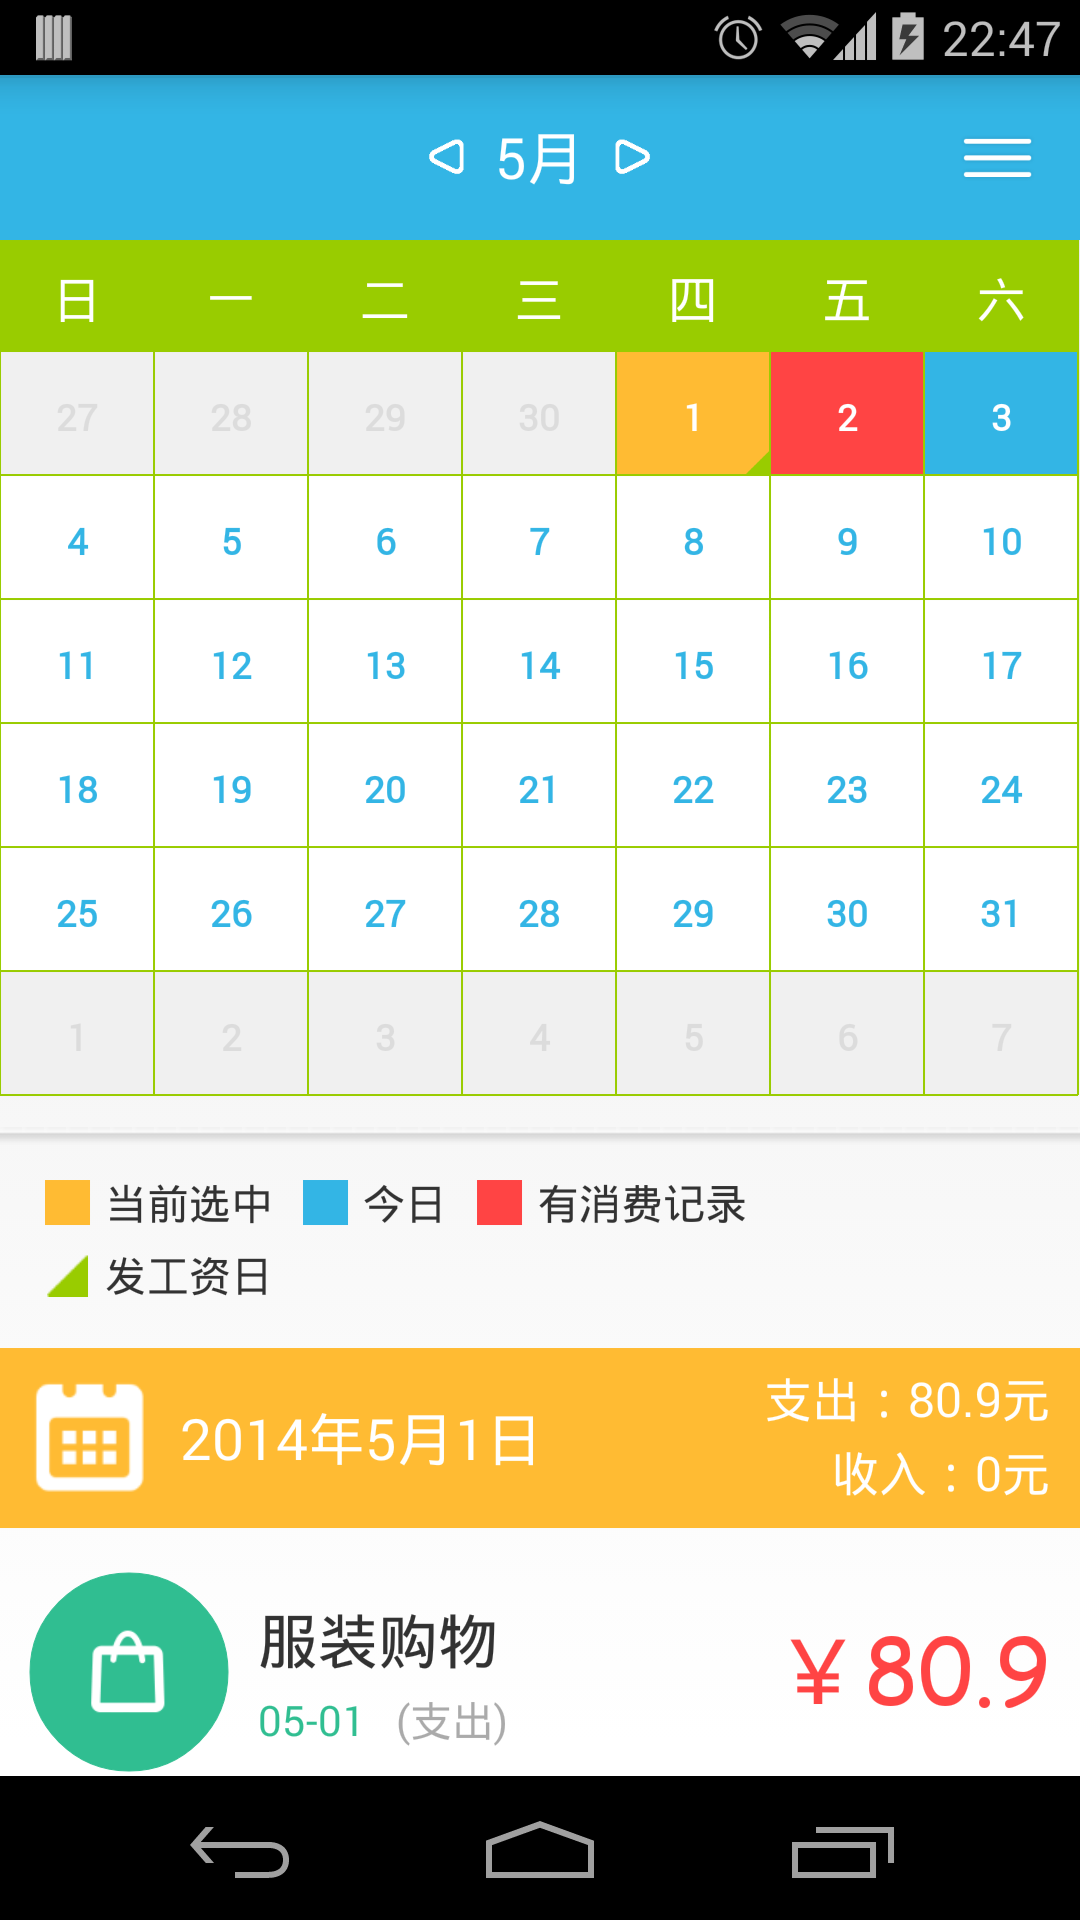 22:47
5月
日 一 二 三 四 五 六
27 28 29 30 1 2 3
4 5 6 7 8 9 10
11 12 13 14 15 16 17
18 19 20 21 22 23 24
25 26 27 28 29 30 31
1 2 3 4 5 6 7
当前选中 今日 有消费记录
发工资日
2014年5月1日
支出：80.9元
收入：0元
服装购物
¥80.9
05-01 (支出)